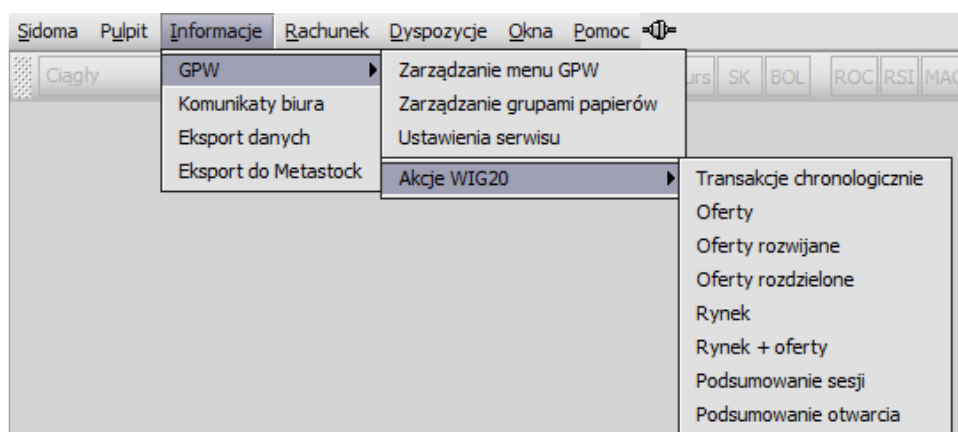 Sidoma Pulpit Informacje Rachunek Dyspozycje Okna Pomoc
Ciągły
urs SK BOL ROC RSI MAC
GPW
Komunikaty biura
Eksport danych
Eksport do Metastock
Zarządzanie menu GPW
Zarządzanie grupami papierów
Ustawienia serwisu
Akcje WIG20
Transakcje chronologicznie
Oferty
Oferty rozwijane
Oferty rozdzielone
Rynek
Rynek + oferty
Podsumowanie sesji
Podsumowanie otwarcia